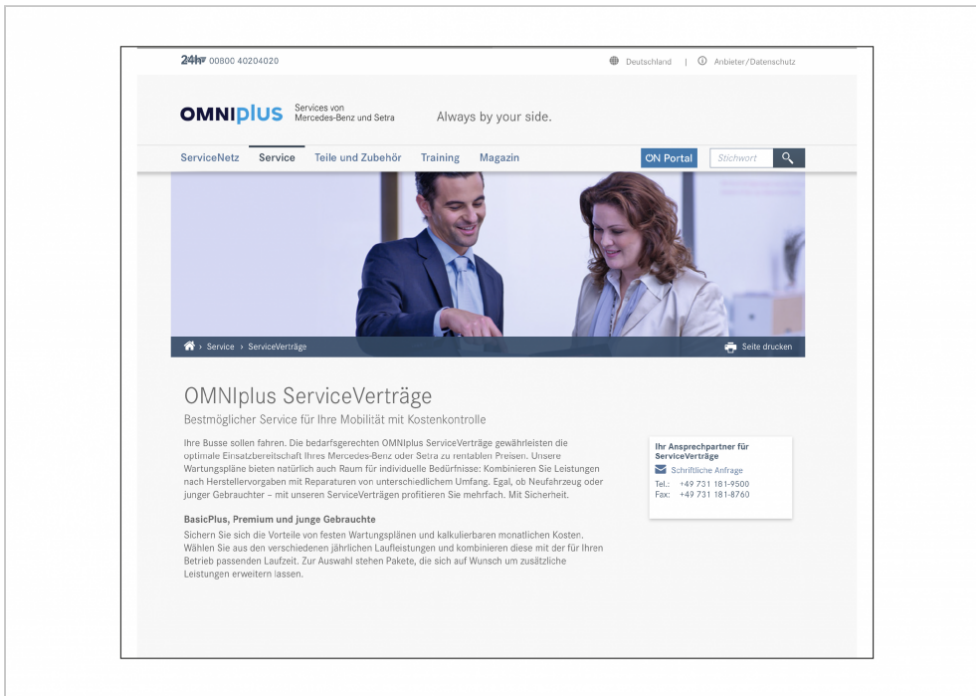 24h 00800 40204020
Deutschland | Anbieter/Datenschutz
OMNIplus
Services von
Mercedes-Benz und Setra
Always by your side.
ServiceNetz Service Teile und Zubehör Training Magazin
ON Portal Stichwort
› Service › ServiceVerträge
Seite drucken
OMNIplus ServiceVerträge
Bestmöglicher Service für Ihre Mobilität mit Kostenkontrolle
Ihre Busse sollen fahren. Die bedarfsgerechten OMNIplus ServiceVerträge gewährleisten die
optimale Einsatzbereitschaft Ihres Mercedes-Benz oder Setra zu rentablen Preisen. Unsere
Wartungspläne bieten natürlich auch Raum für individuelle Bedürfnisse: Kombinieren Sie Leistungen
nach Herstellervorgaben mit Reparaturen von unterschiedlichem Umfang. Egal, ob Neufahrzeug oder
junger Gebrauchter – mit unseren ServiceVerträgen profitieren Sie mehrfach. Mit Sicherheit.
BasicPlus, Premium und junge Gebrauchte
Sichern Sie sich die Vorteile von festen Wartungsplänen und kalkulierbaren monatlichen Kosten.
Wählen Sie aus den verschiedenen jährlichen Laufleistungen und kombinieren diese mit der für Ihren
Betrieb passenden Laufzeit. Zur Auswahl stehen Pakete, die sich auf Wunsch um zusätzliche
Leistungen erweitern lassen.
Ihr Ansprechpartner für
ServiceVerträge
Schriftliche Anfrage
Tel.: +49 731 181-9500
Fax: +49 731 181-8760